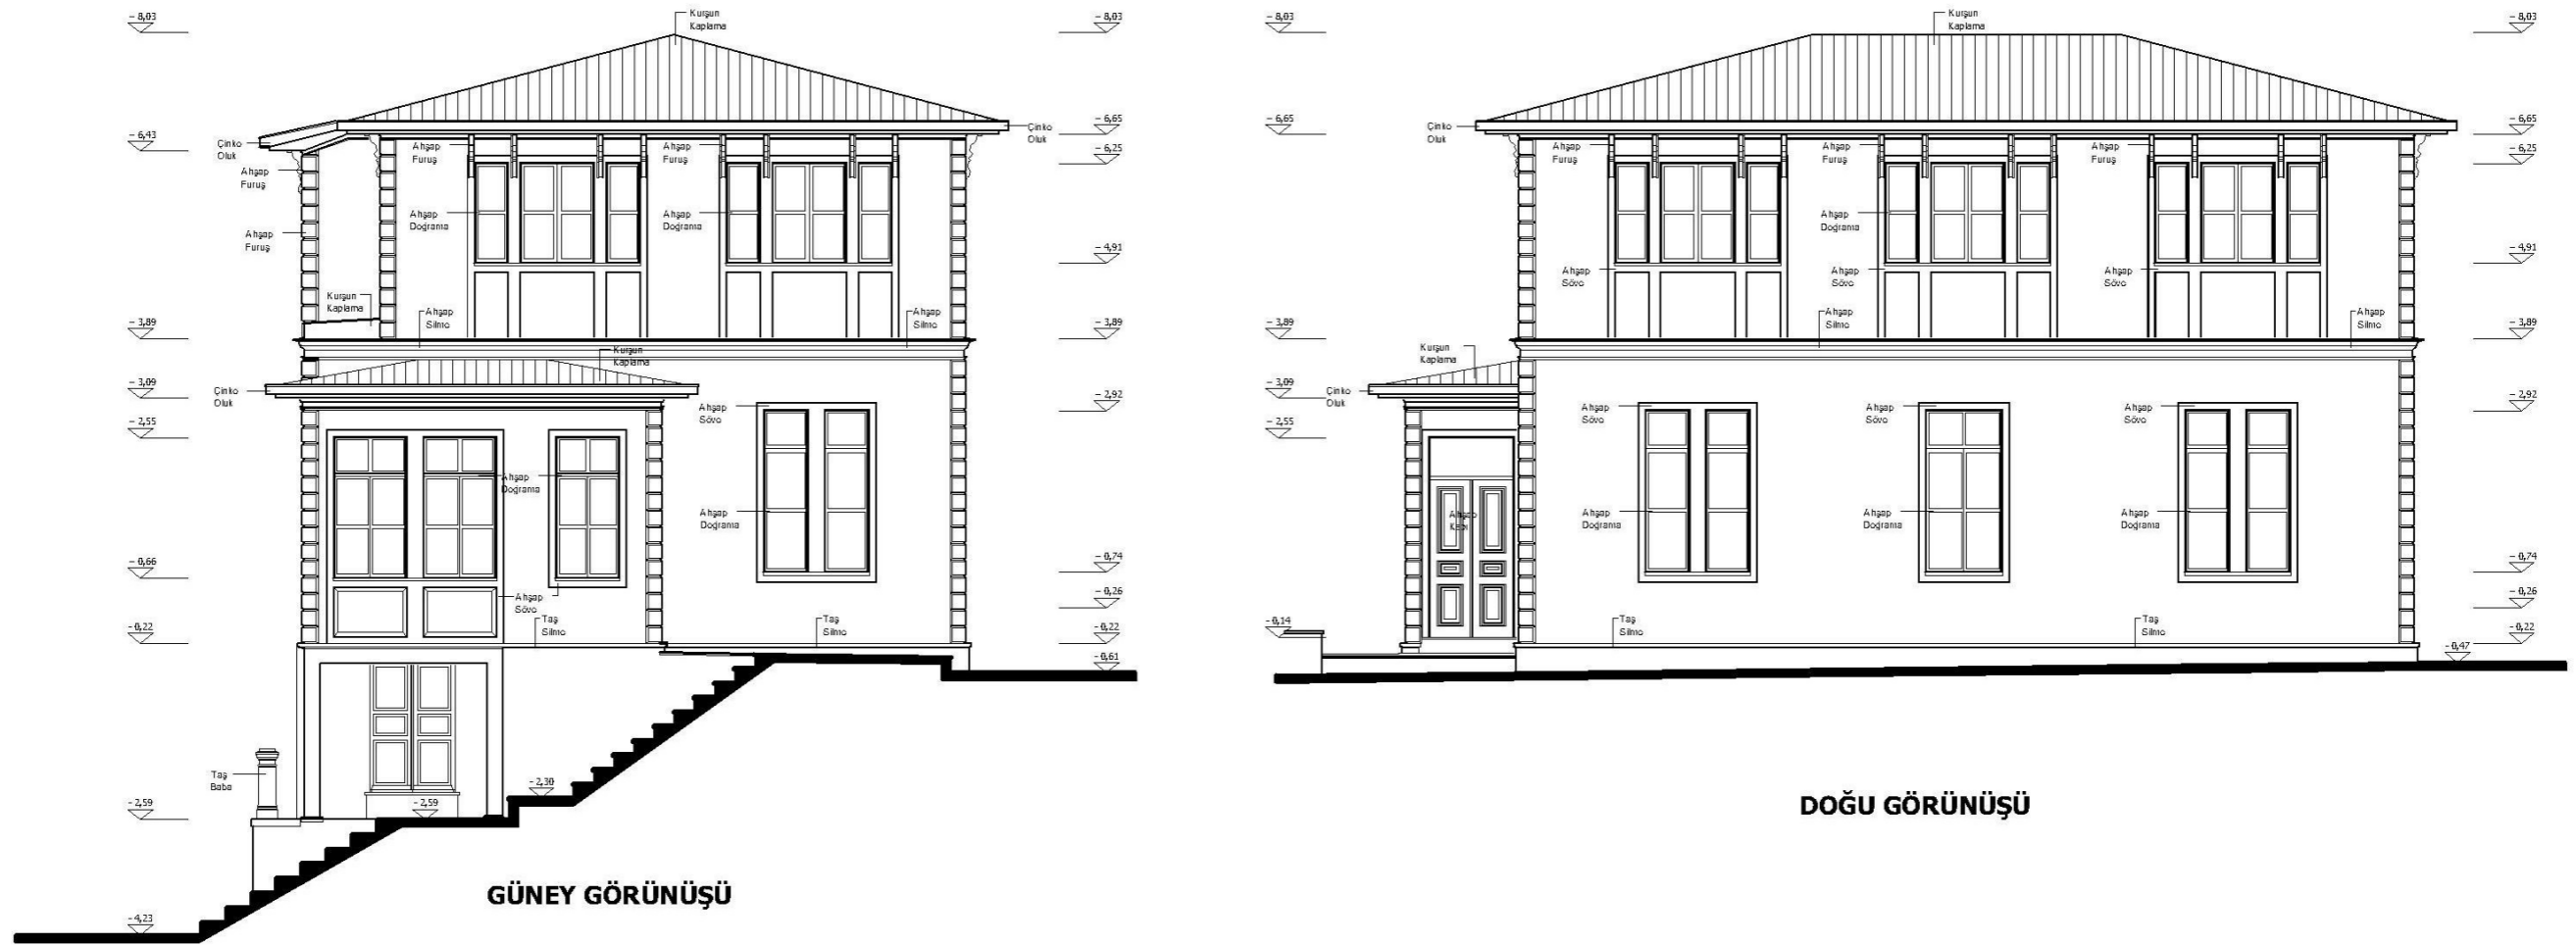 - 8,03
- 6,43
- 3,89
- 3,09
- 2,55
- 0,66
- 0,22
- 2,59
- 4,23
Kurşun
Kaplama
Çinko
Oluk
Ahşap
Furuş
Ahşap
Furuş
Ahşap
Furuş
Ahşap
Furuş
Ahşap
Doğrama
Ahşap
Doğrama
Kurşun
Kaplama
Ahşap
Silme
Ahşap
Silme
Kurşun
Kaplama
Çinko
Oluk
Çinko
Oluk
Ahşap
Söve
Ahşap
Doğrama
Ahşap
Doğrama
Ahşap
Söve
Taş
Silme
Taş
Silme
Taş
Baba
- 2,59
- 2,30
- 8,03
- 6,65
- 6,25
- 4,91
- 3,89
- 2,92
- 0,74
- 0,26
- 0,22
- 0,61
GÜNEY GÖRÜNÜŞÜ
- 8,03
- 6,65
- 3,89
- 3,09
- 2,55
- 0,14
Kurşun
Kaplama
Çinko
Oluk
Ahşap
Furuş
Ahşap
Furuş
Ahşap
Furuş
Ahşap
Doğrama
Ahşap
Söve
Ahşap
Söve
Ahşap
Söve
Ahşap
Silme
Ahşap
Silme
Kurşun
Kaplama
Çinko
Oluk
Ahşap
Söve
Ahşap
Söve
Ahşap
Söve
Ahşap
Kapı
Ahşap
Doğrama
Ahşap
Doğrama
Ahşap
Doğrama
Taş
Silme
Taş
Silme
- 8,03
- 6,65
- 6,25
- 4,91
- 3,89
- 2,92
- 0,74
- 0,26
- 0,22
- 0,47
DOĞU GÖRÜNÜŞÜ